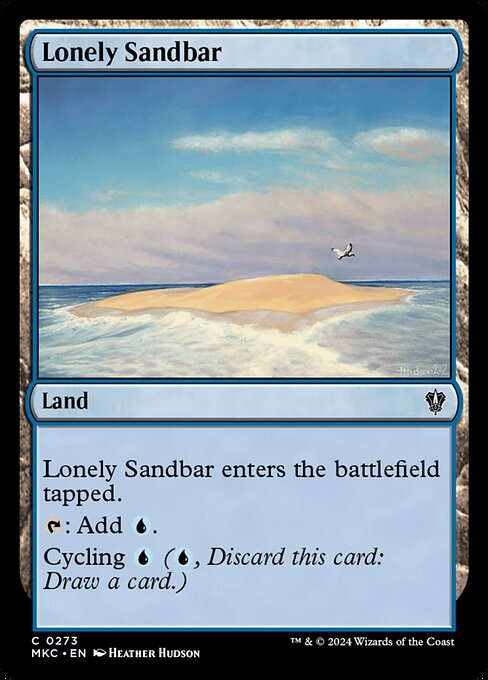 Lonely Sandbar
Land
Lonely Sandbar enters the battlefield
tapped.
: Add .
Cycling (, Discard this card:
Draw a card.)
C 0273
MKC • EN HEATHER HUDSON
™ & © 2024 Wizards of the Coast